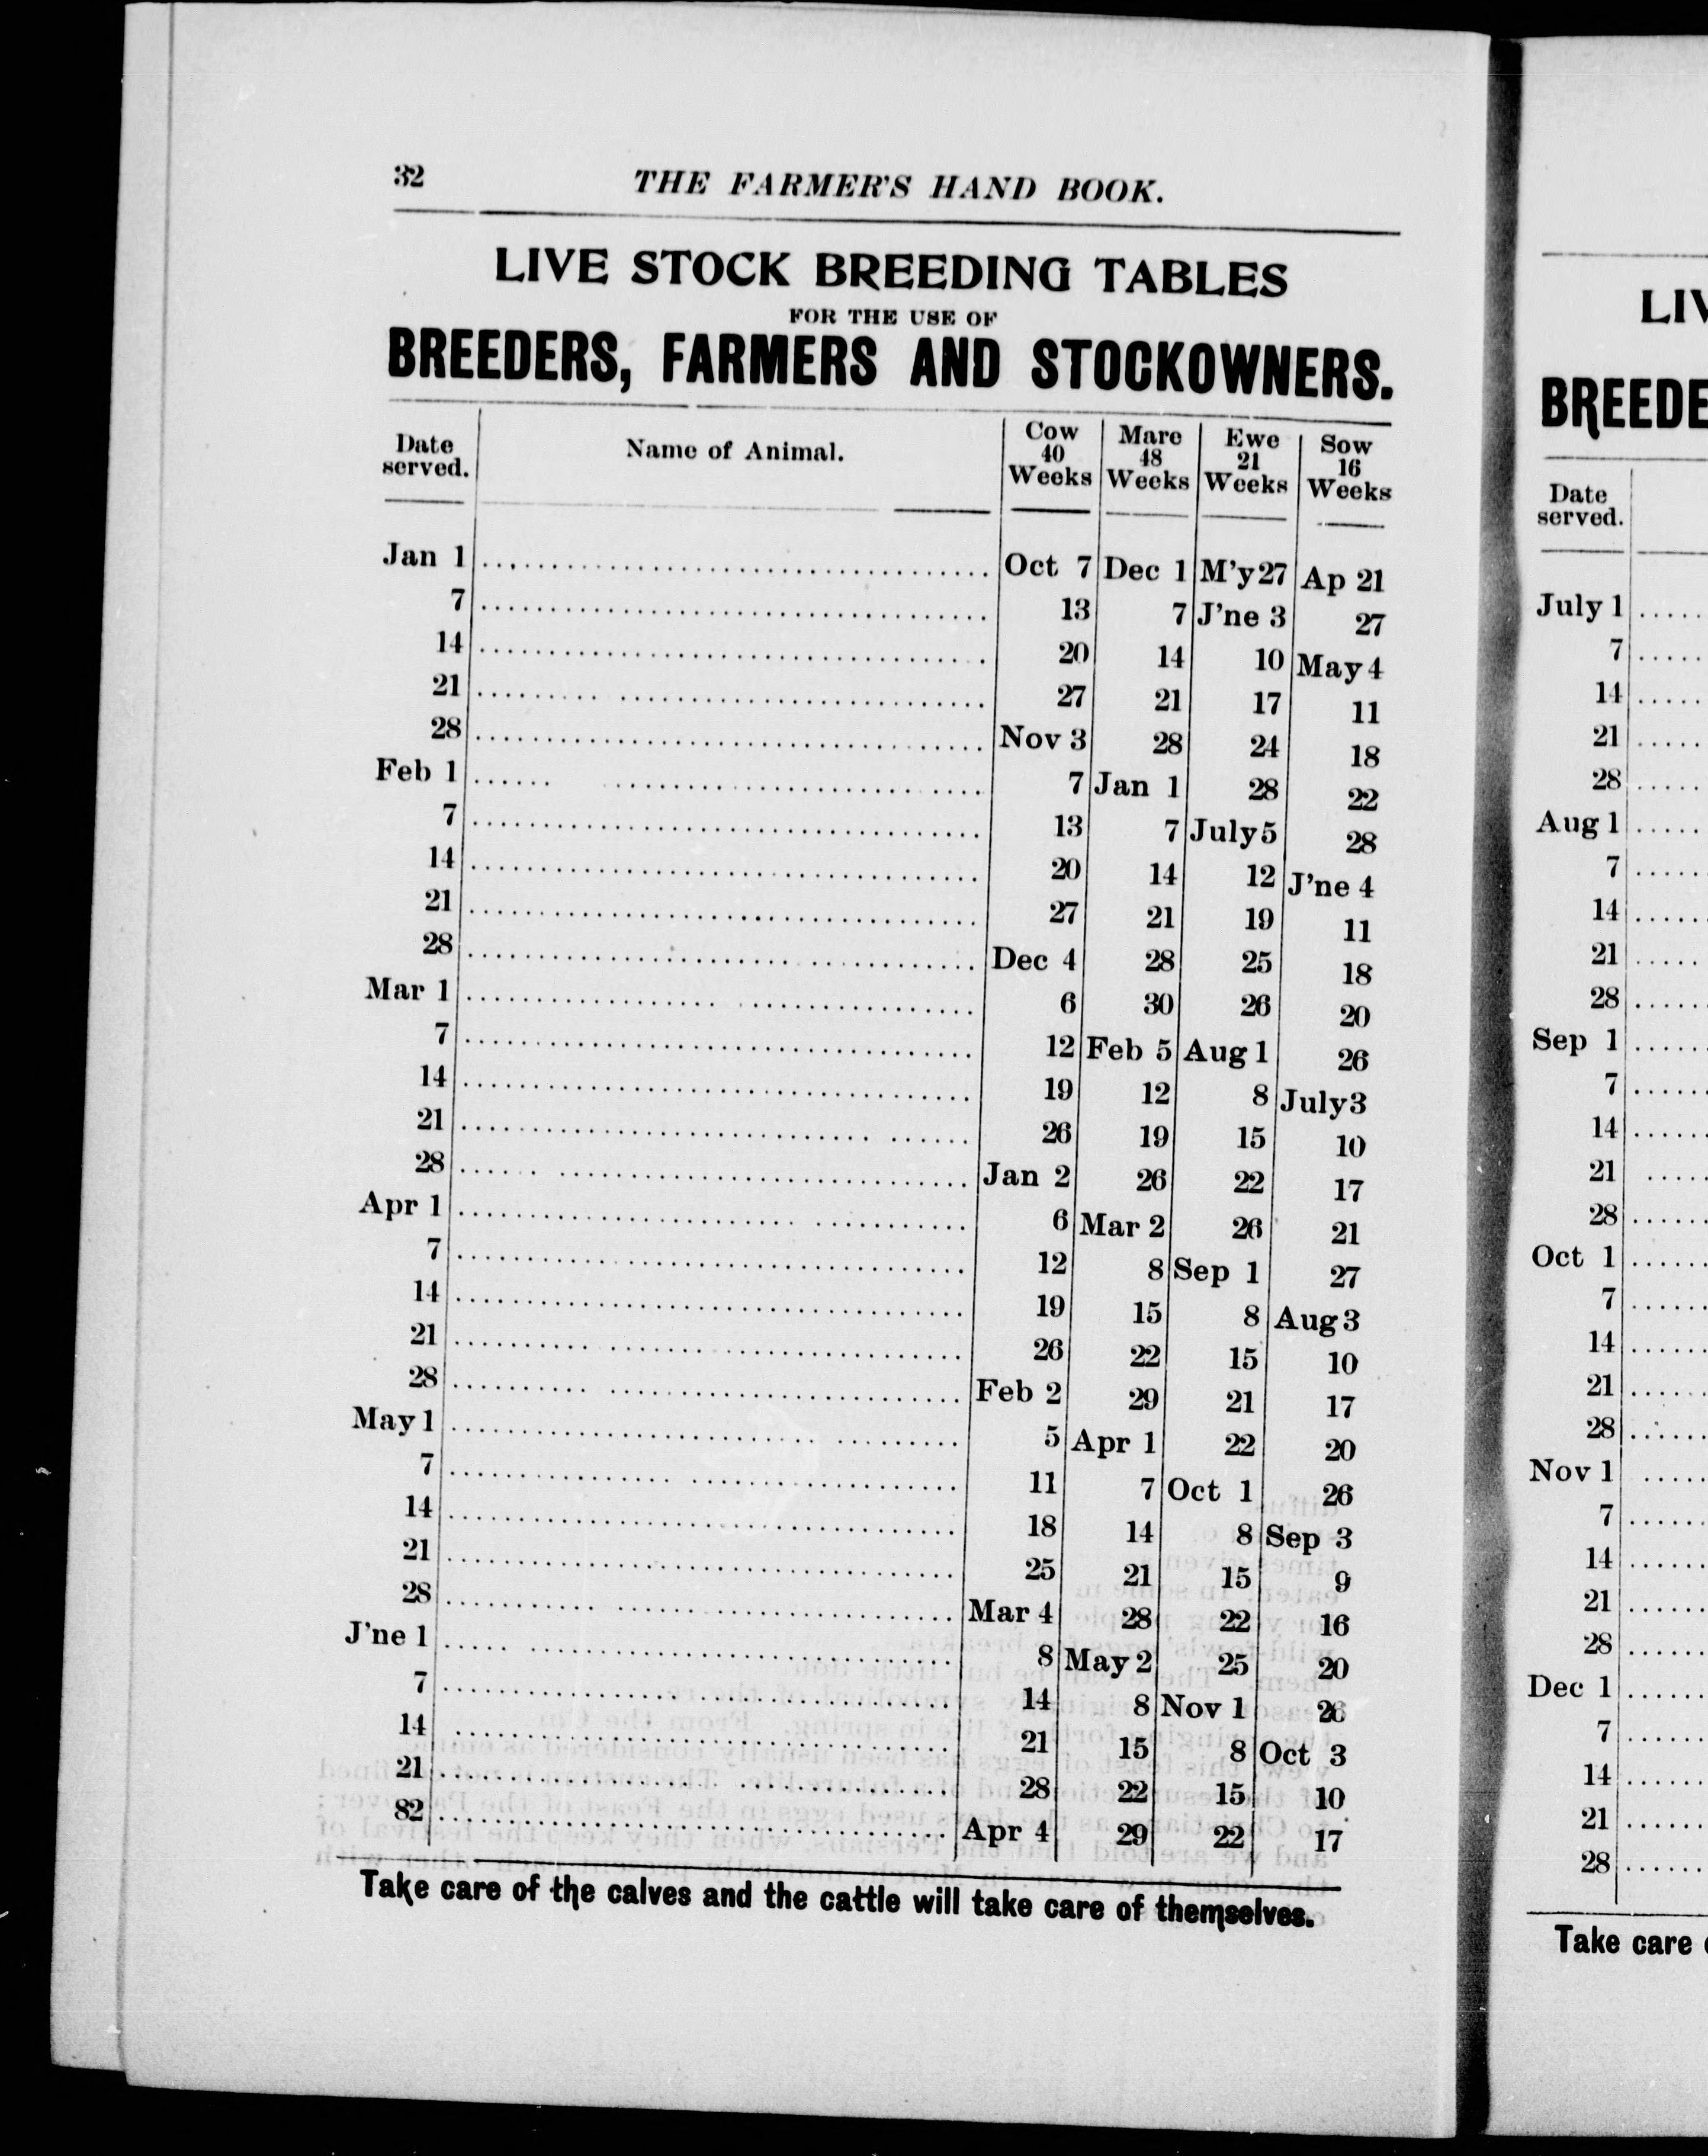 32 THE FARMER'S HAND BOOK.
LIVE STOCK BREEDING TABLES
FOR THE USE OF
BREEDERS, FARMERS AND STOCKOWNERS.
Date served. Name of Animal. Cow 40 Weeks Mare 48 Weeks Ewe 21 Weeks Sow 16 Weeks
Jan 1 Oct 7 Dec 1 M'y 27 Ap 21
7 13 7 J'ne 3 27
14 20 14 10 May 4
21 27 21 17 11
28 Nov 3 28 24 18
Feb 1 7 Jan 1 28 22
7 13 7 July 5 28
14 20 14 12 J'ne 4
21 27 21 19 11
28 Dec 4 28 25 18
Mar 1 6 30 26 20
7 12 Feb 5 Aug 1 26
14 19 12 8 July 3
21 26 19 15 10
28 Jan 2 26 22 17
Apr 1 6 Mar 2 26 21
7 12 8 Sep 1 27
14 19 15 8 Aug 3
21 26 22 15 10
28 Feb 2 29 21 17
May 1 5 Apr 1 22 20
7 11 7 Oct 1 26
14 18 14 8 Sep 3
21 25 21 15 9
28 Mar 4 28 22 16
J'ne 1 8 May 2 25 20
7 14 8 Nov 1 26
14 21 15 8 Oct 3
21 28 22 15 10
82 Apr 4 29 22 17
Take care of the calves and the cattle will take care of themselves.
LIV
BREEDE
Date
served.
July 1
7
14
21
28
Aug 1
7
14
21
28
Sep 1
7
14
21
28
Oct 1
7
14
21
28
Nov 1
7
14
21
28
Dec 1
7
14
21
28
Take care